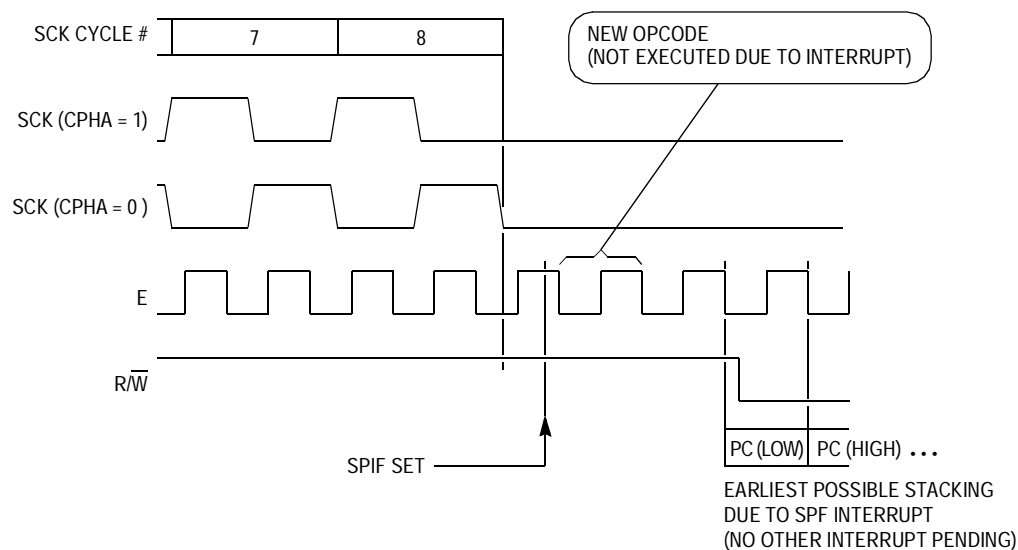 SCK CYCLE #
7
8
NEW OPCODE
(NOT EXECUTED DUE TO INTERRUPT)
SCK (CPHA = 1)
SCK (CPHA = 0 )
E
R/W
SPIF SET
PC (LOW)
PC (HIGH) ...
EARLIEST POSSIBLE STACKING
DUE TO SPF INTERRUPT
(NO OTHER INTERRUPT PENDING)